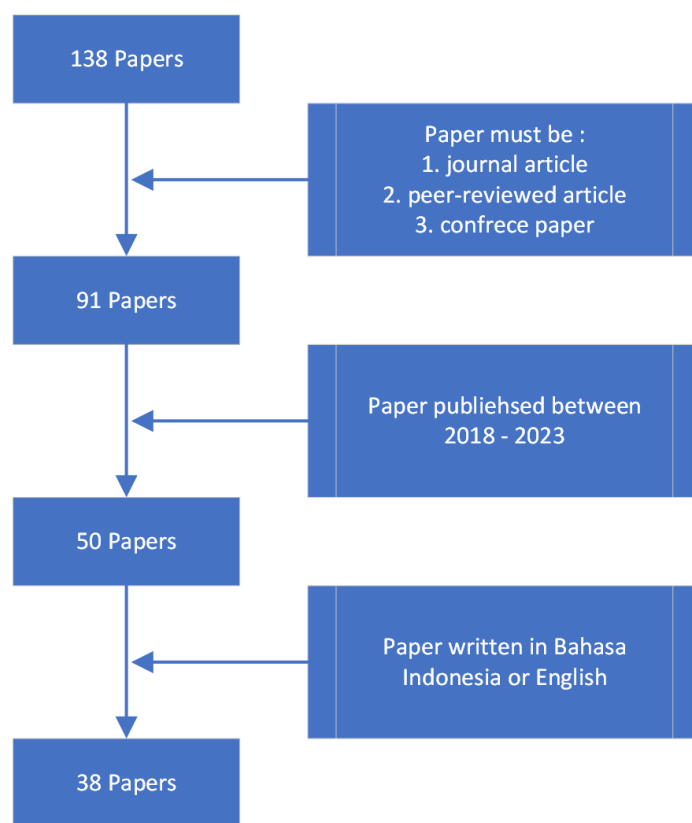 138 Papers
Paper must be :
1. journal article
2. peer-reviewed article
3. confrece paper
91 Papers
Paper publiehsed between
2018 - 2023
50 Papers
Paper written in Bahasa
Indonesia or English
38 Papers